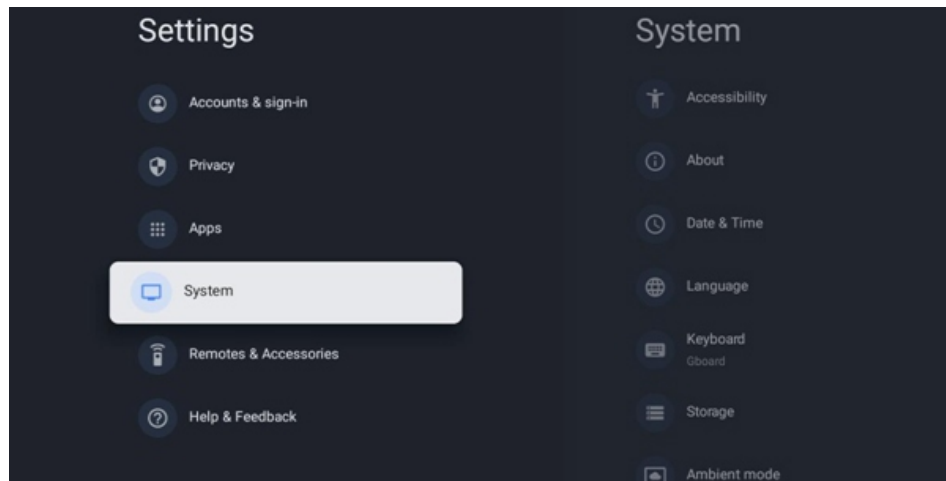 Settings
Accounts & sign-in
Privacy
Apps
System
Remotes & Accessories
Help & Feedback
System
Accessibility
About
Date & Time
Language
Keyboard
Gboard
Storage
Ambient mode